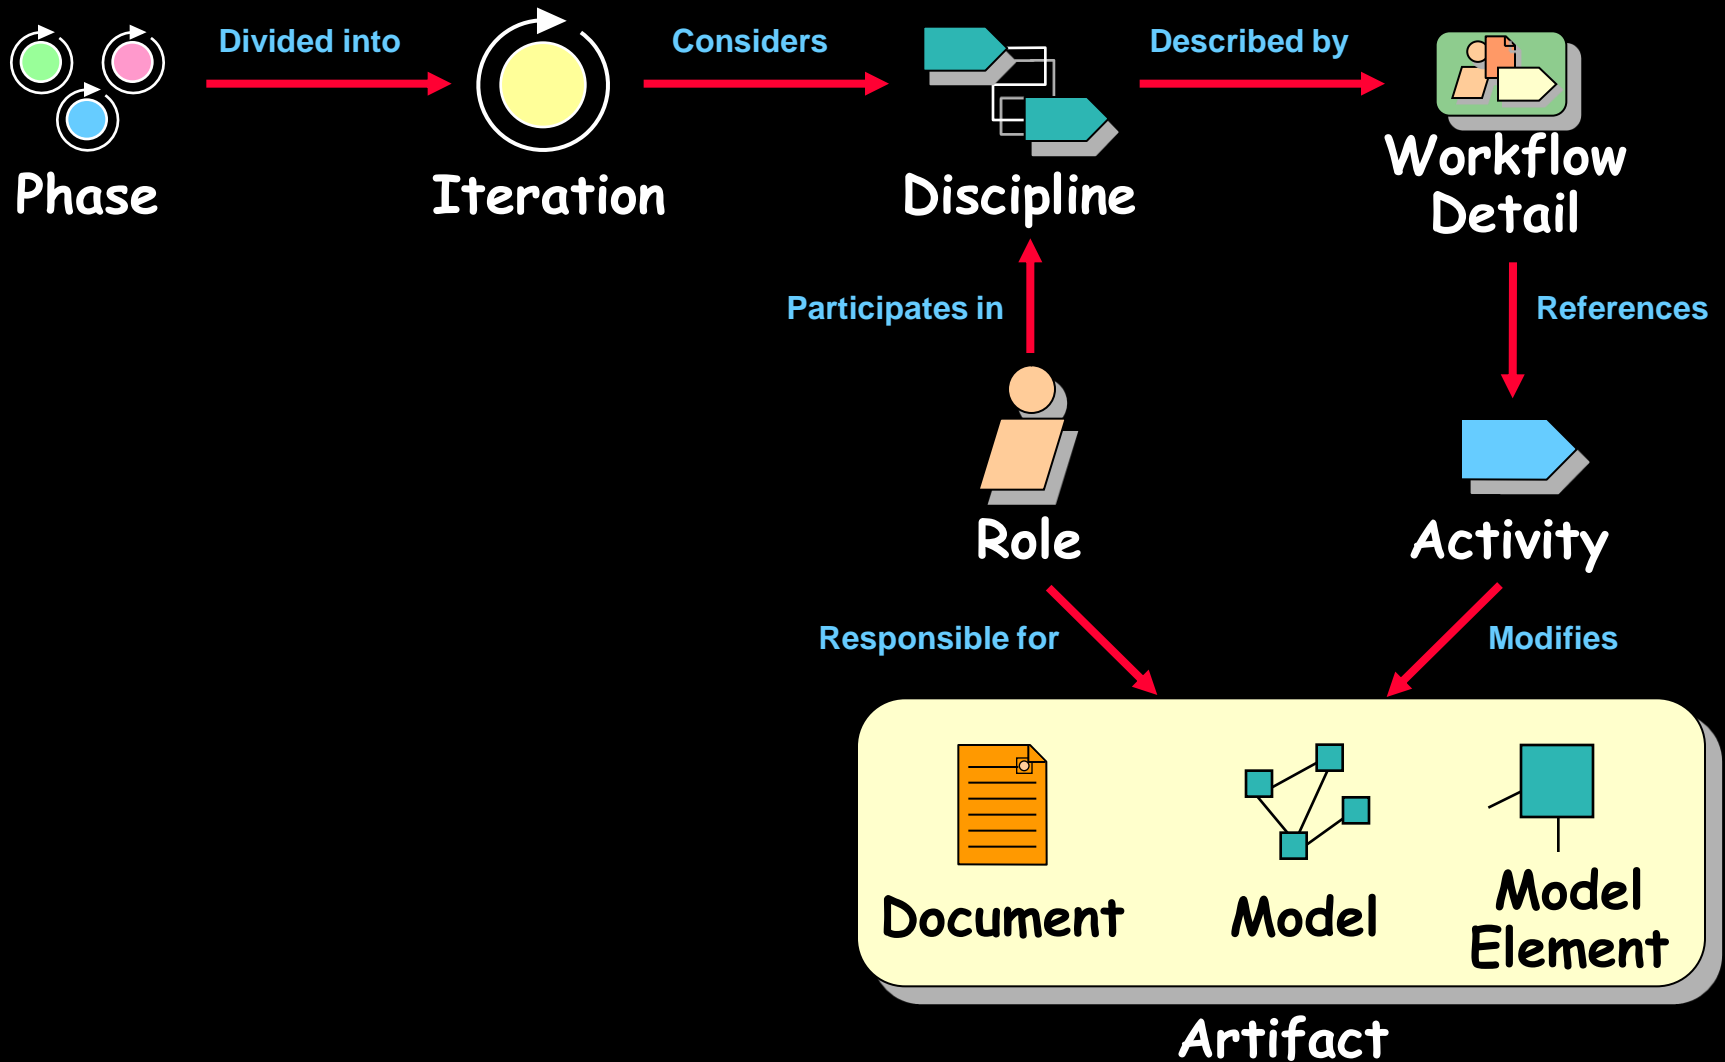 Divided into
Considers
Described by
Phase
Iteration
Discipline
Workflow
Detail
Participates in
References
Role
Activity
Responsible for
Modifies
Document
Model
Model
Element
Artifact